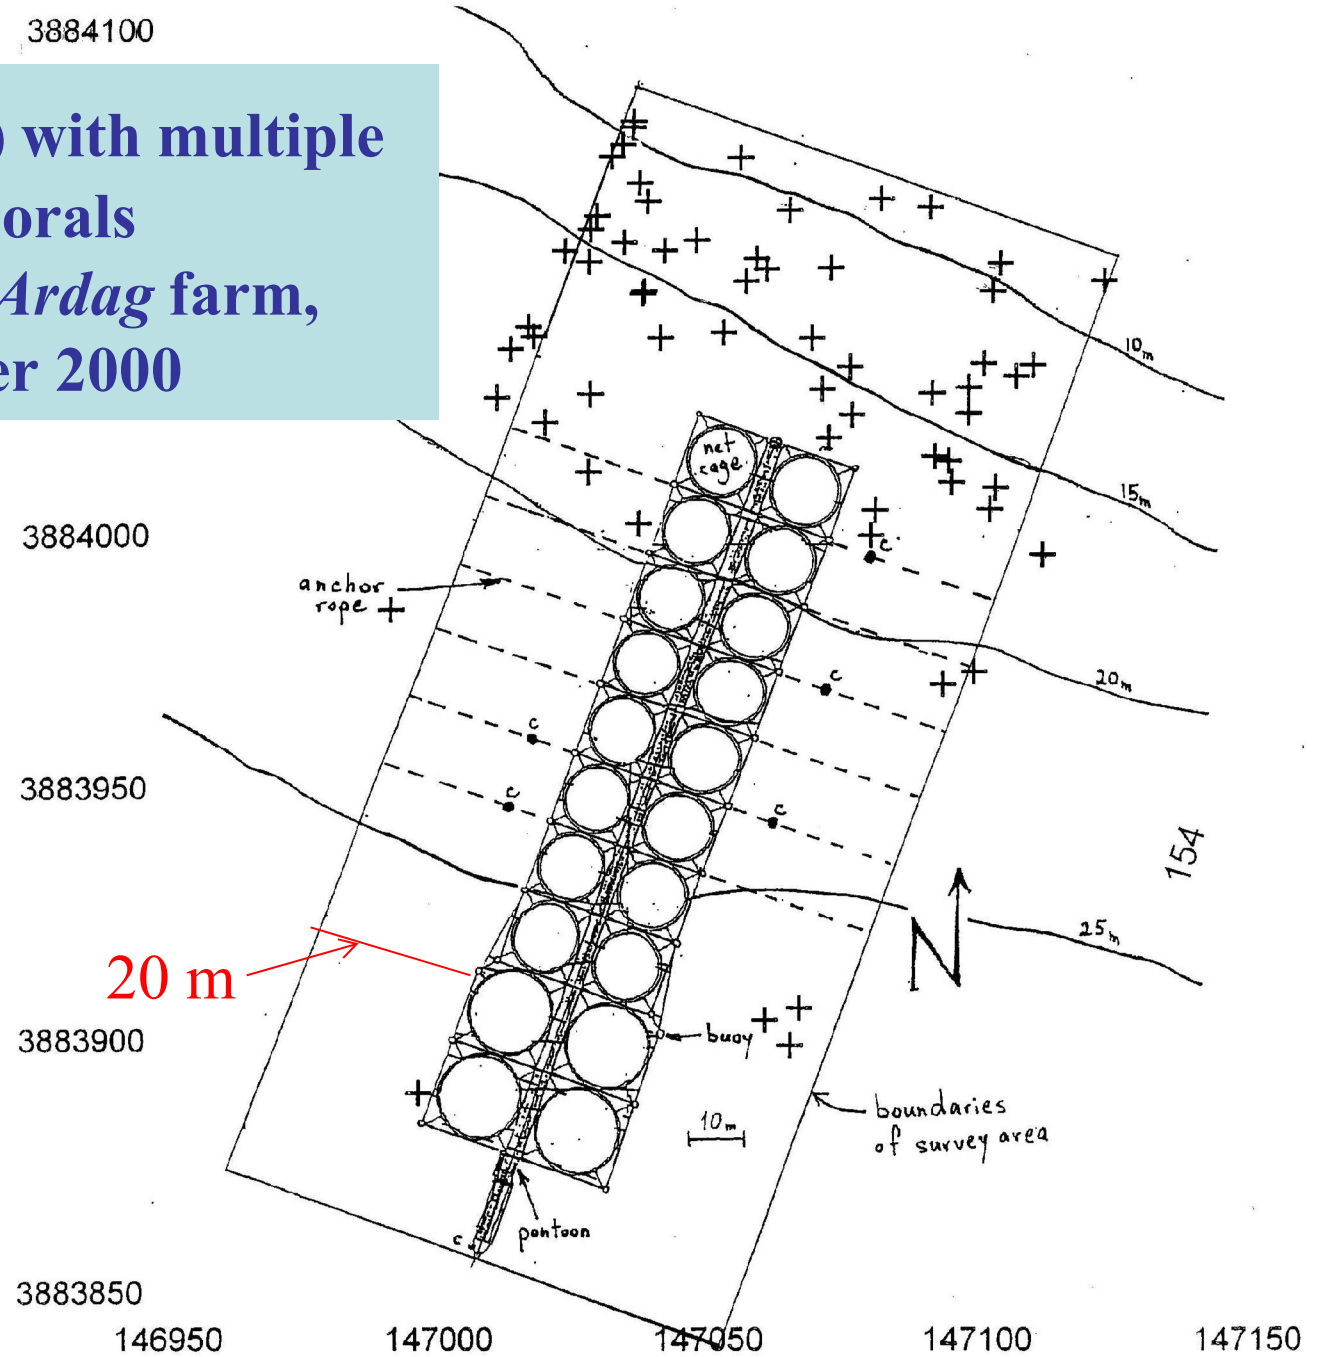 3884100
) with multiple
orals
Ardag farm,
er 2000
10m
15m
net
cage
3884000
c
anchor
rope
20m
c
c
3883950
c
c
154
N
25m
20 m
3883900
buoy
10m
boundaries
of survey area
pontoon
c
3883850
146950 147000 147050 147100 147150